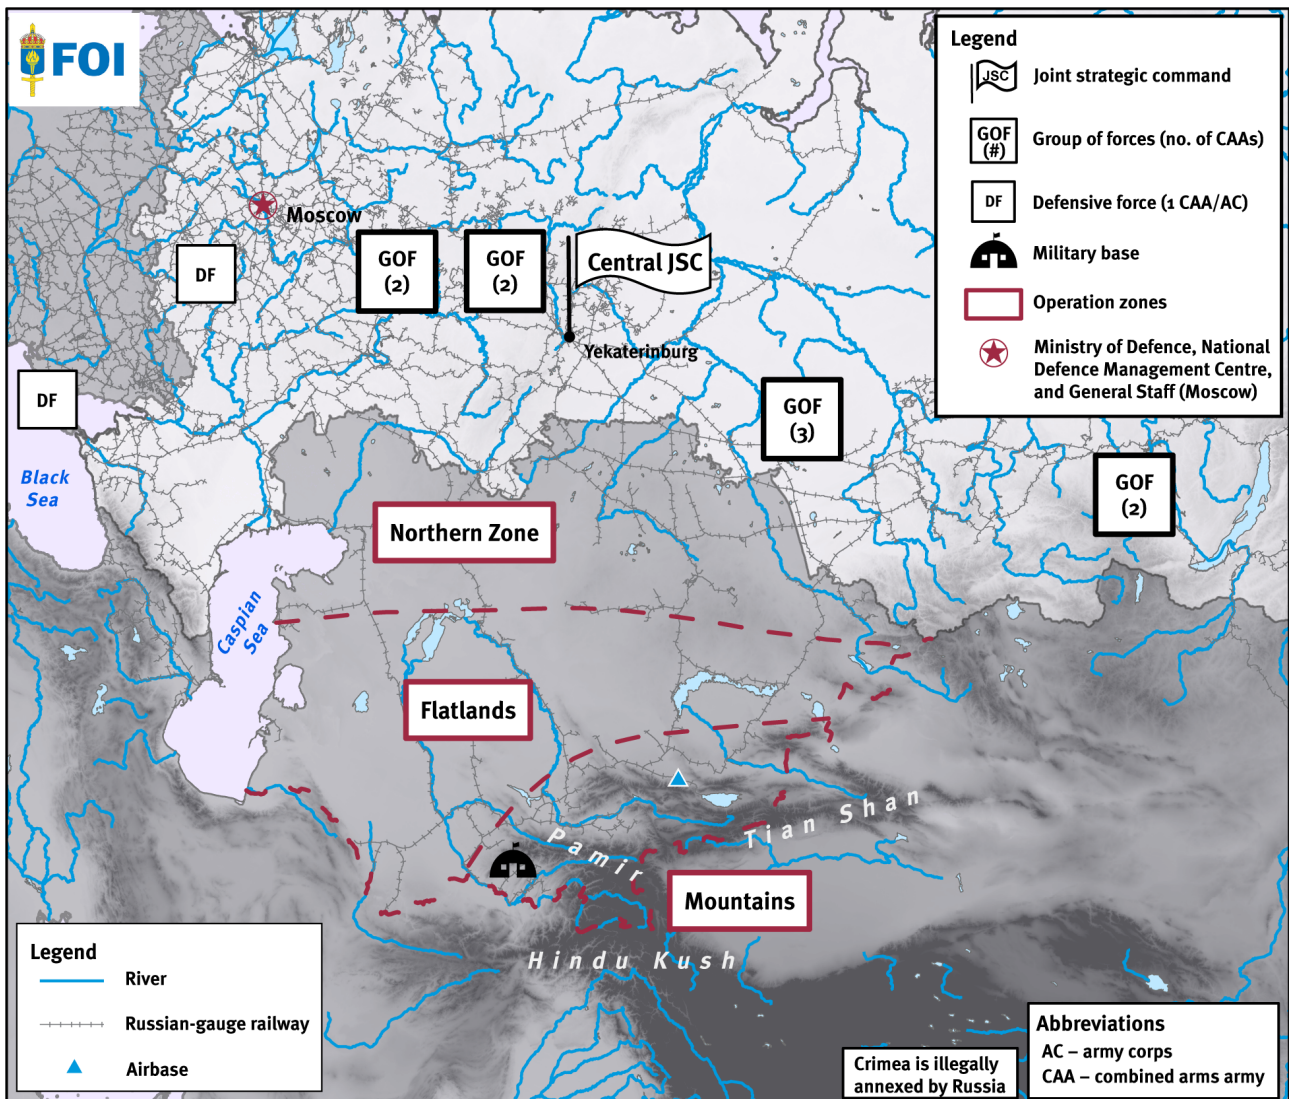 FOI
Legend
JSC
Joint strategic command
GOF
(#)
Group of forces (no. of CAAs)
DF
Defensive force (1 CAA/AC)
Military base
Operation zones
Ministry of Defence, National
Defence Management Centre,
and General Staff (Moscow)
Moscow
DF
GOF
(2)
GOF
(2)
Central JSC
Yekaterinburg
DF
GOF
(3)
GOF
(2)
Black
Sea
Northern Zone
Caspian
Sea
Flatlands
Tian Shan
Pamir
Mountains
Hindu Kush
Legend
River
Russian-gauge railway
Airbase
Crimea is illegally
annexed by Russia
Abbreviations
AC – army corps
CAA – combined arms army